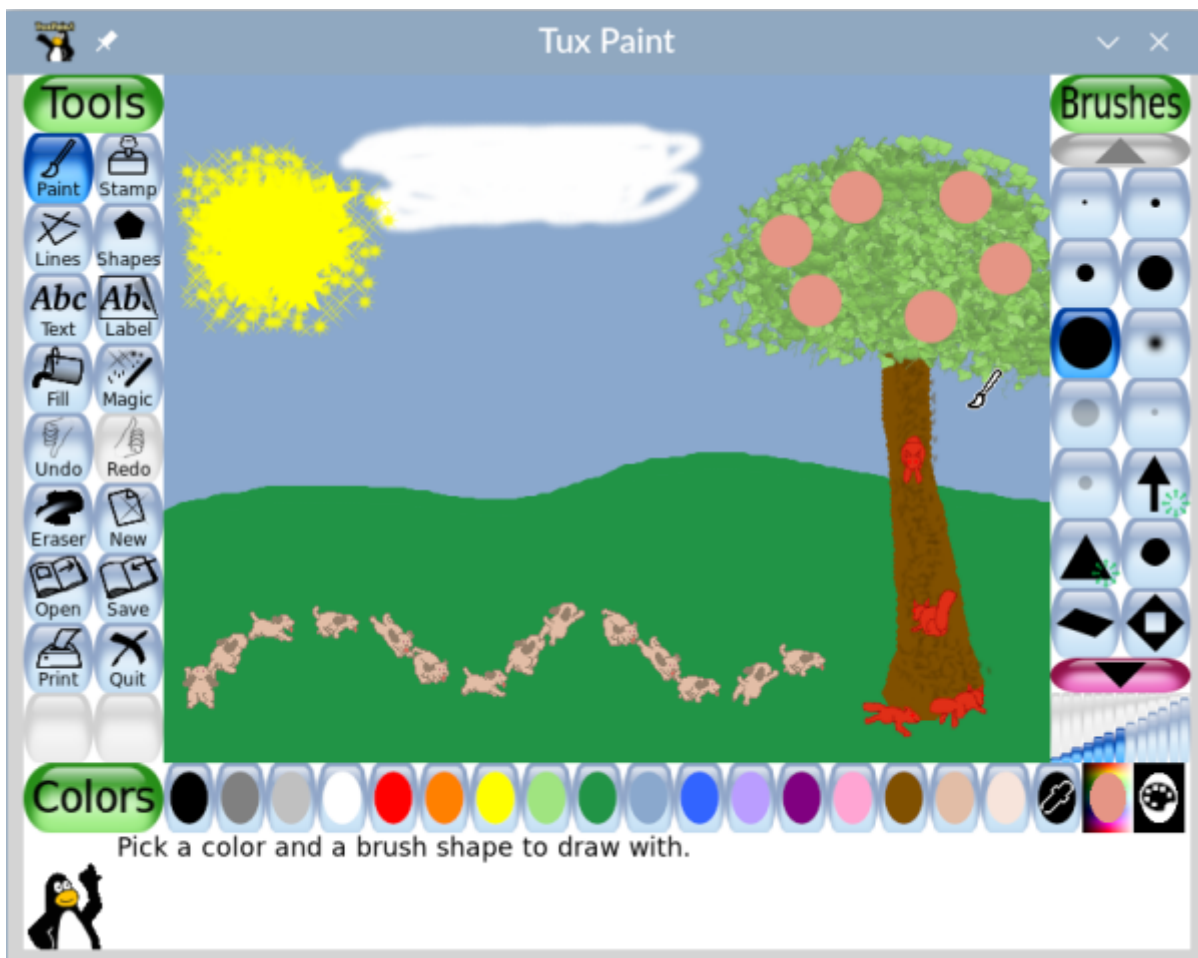 Tux Paint
Tools
Brushes
Paint Stamp
Lines Shapes
Abc Abc
Text Label
Fill Magic
Undo Redo
Eraser New
Open Save
Print Quit
Colors
Pick a color and a brush shape to draw with.